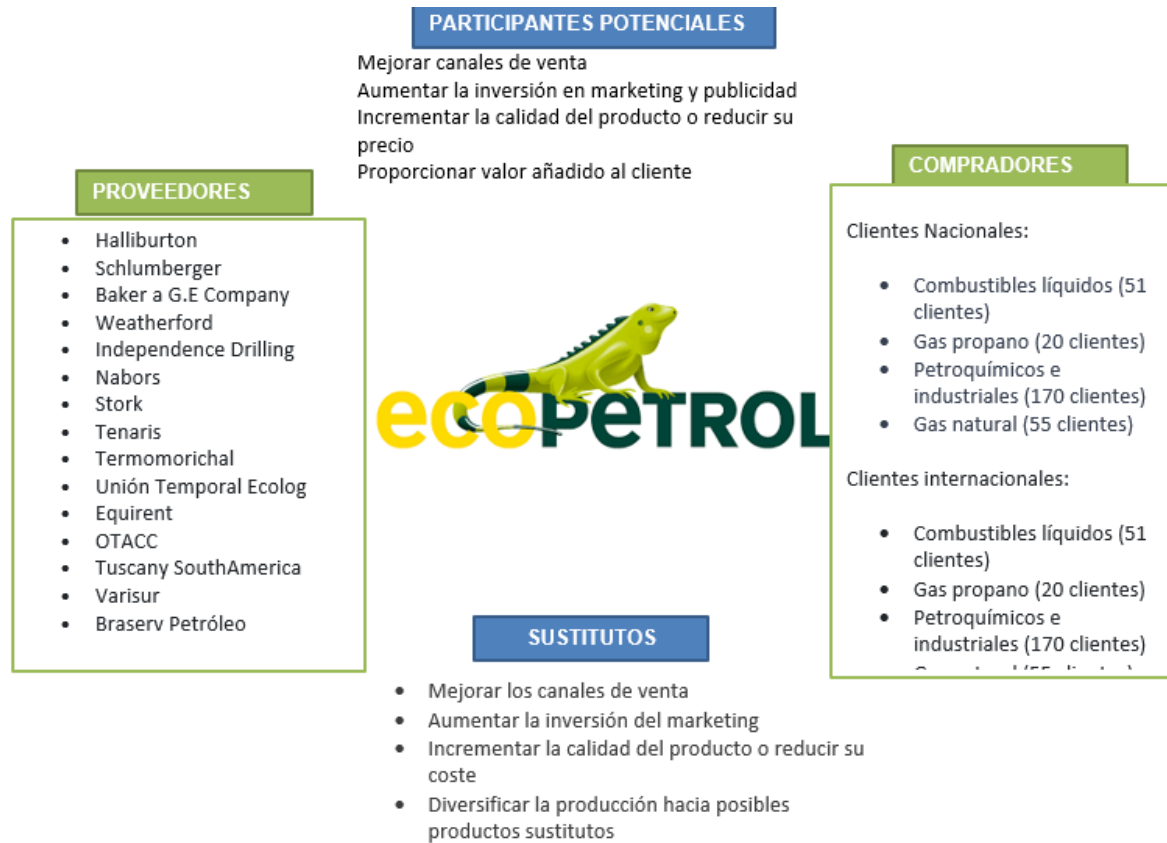 PARTICIPANTES POTENCIALES
Mejorar canales de venta
Aumentar la inversión en marketing y publicidad
Incrementar la calidad del producto o reducir su
precio
Proporcionar valor añadido al cliente
PROVEEDORES
• Halliburton
• Schlumberger
• Baker a G.E Company
• Weatherford
• Independence Drilling
• Nabors
• Stork
• Tenaris
• Termomorichal
• Unión Temporal Ecolog
• Equirent
• OTACC
• Tuscany SouthAmerica
• Varisur
• Braserv Petróleo
ecoPeTROL
COMPRADORES
Clientes Nacionales:
• Combustibles líquidos (51
clientes)
• Gas propano (20 clientes)
• Petroquímicos e
industriales (170 clientes)
• Gas natural (55 clientes)
Clientes internacionales:
• Combustibles líquidos (51
clientes)
• Gas propano (20 clientes)
• Petroquímicos e
industriales (170 clientes)
SUSTITUTOS
• Mejorar los canales de venta
• Aumentar la inversión del marketing
• Incrementar la calidad del producto o reducir su
coste
• Diversificar la producción hacia posibles
productos sustitutos